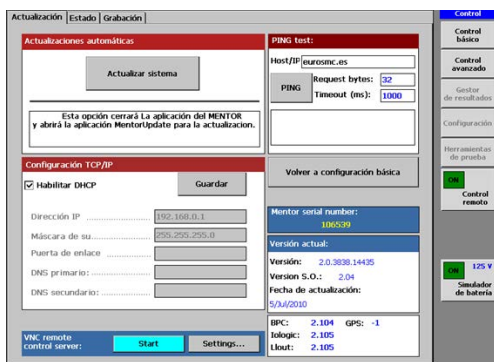 Actualización Estado Grabación
Actualizaciones automáticas
Actualizar sistema
Esta opción cerrará La aplicación del MENTOR
y abrirá la aplicación MentorUpdate para la actualizacion.
Configuración TCP/IP
Habilitar DHCP
Guardar
Dirección IP .................... 192.168.0.1
Máscara de su........ 255.255.255.0
Puerta de enlace ............
DNS primario:................
DNS secundario:............
VNC remote
control server:
Start
Settings...
PING test:
Host/IP eurosmc.es
PING
Request bytes: 32
Timeout (ms): 1000
Volver a configuración básica
Mentor serial number:
106539
Versión actual:
Versión: 2.0.3838.14435
Version S.O.: 2.04
Fecha de actualización:
5/Jul/2010
BPC: 2.104 GPS: -1
Iologic: 2.105
Llout: 2.105
Control
Control
básico
Control
avanzado
Gestor
de resultados
Configuración
Herramientas
de prueba
ON
Control
remoto
ON 125 V
Simulador
de batería